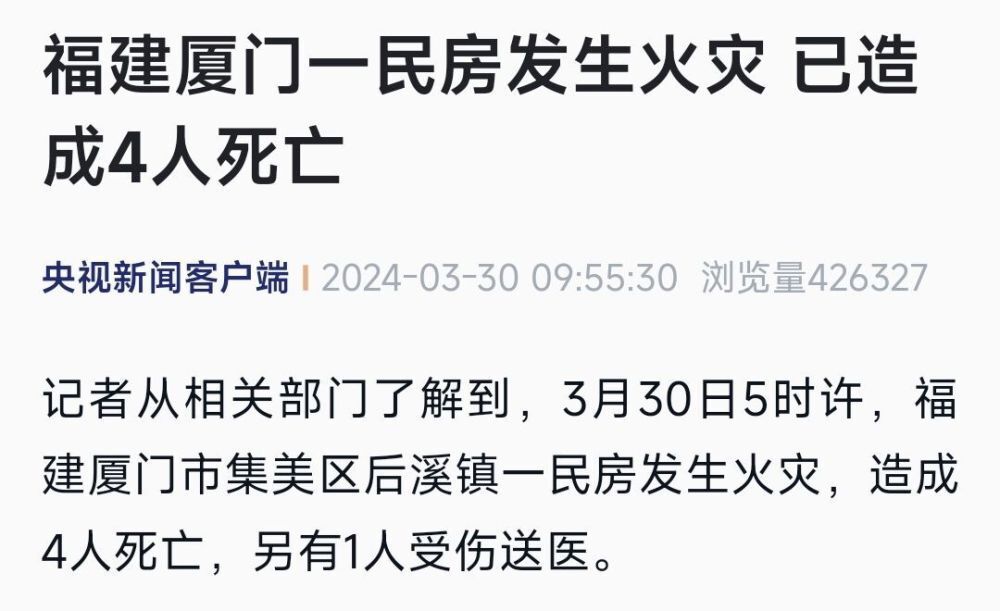 福建厦门一民房发生火灾 已造
成4人死亡
央视新闻客户端 | 2024-03-30 09:55:30 浏览量426327
记者从相关部门了解到，3月30日5时许，福
建厦门市集美区后溪镇一民房发生火灾，造成
4人死亡，另有1人受伤送医。